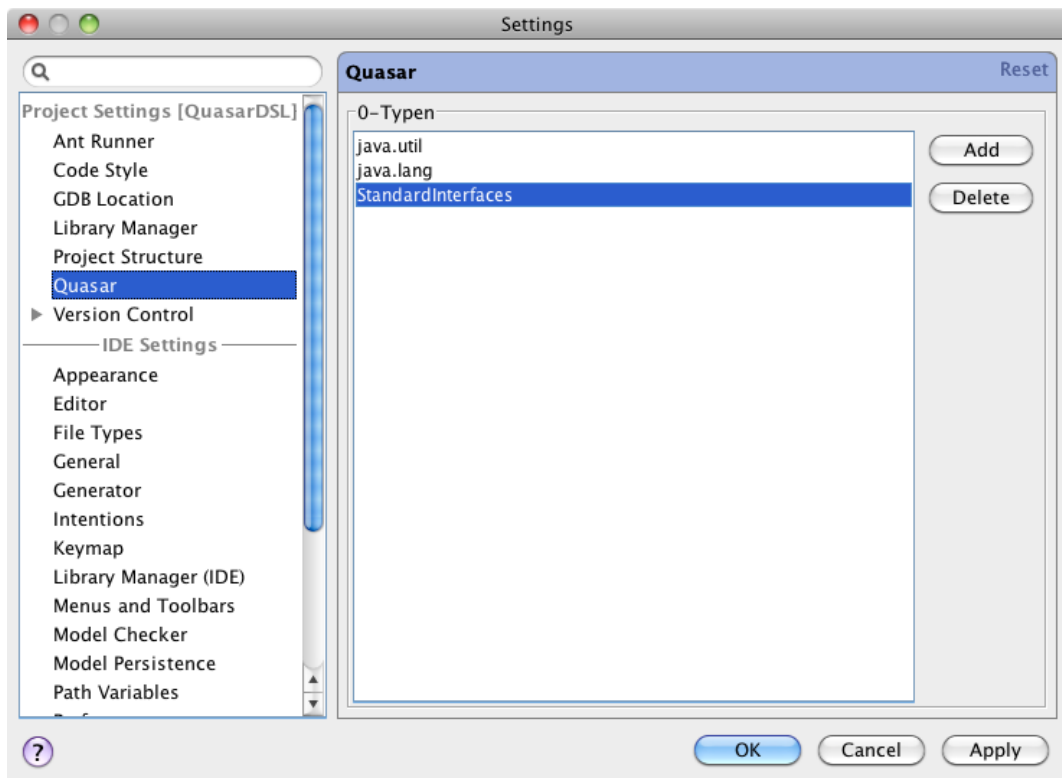 Settings
Project Settings [QuasarDSL]
Ant Runner
Code Style
GDB Location
Library Manager
Project Structure
Quasar
Version Control
IDE Settings
Appearance
Editor
File Types
General
Generator
Intentions
Keymap
Library Manager (IDE)
Menus and Toolbars
Model Checker
Model Persistence
Path Variables
Quasar
Reset
0-Typen
java.util
java.lang
StandardInterfaces
Add
Delete
?
OK
Cancel
Apply